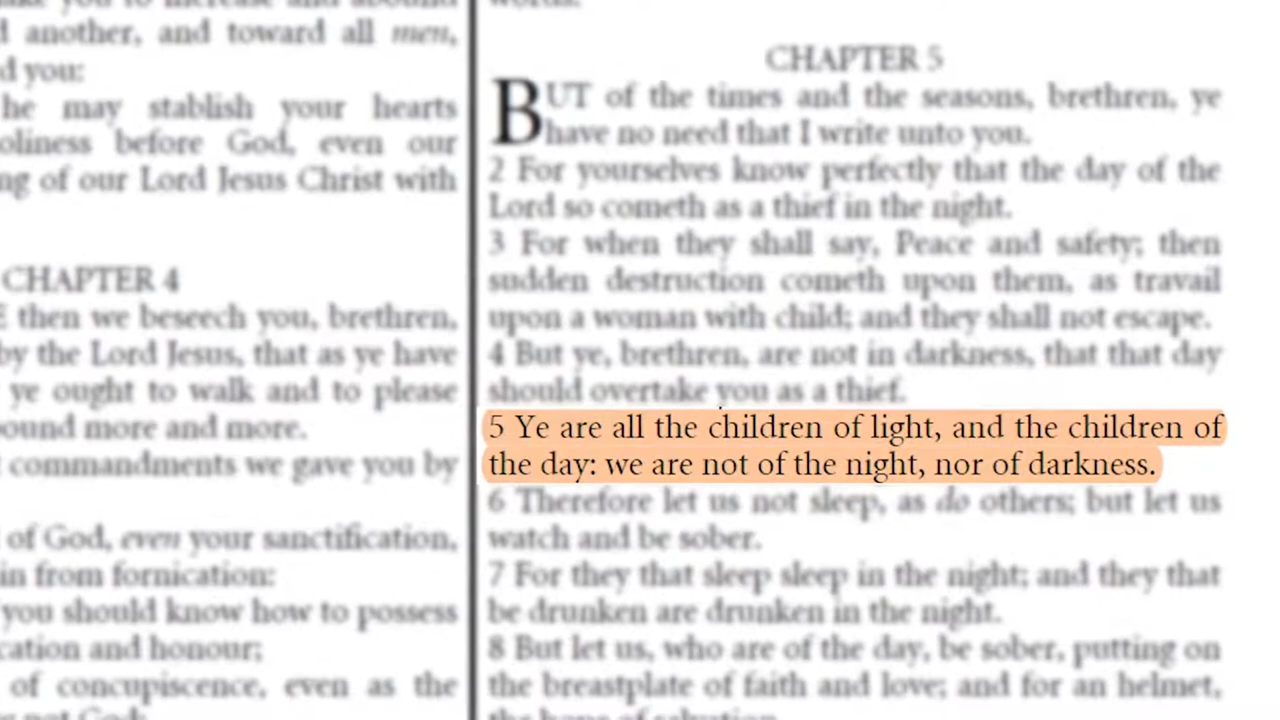 d another, and toward all men,
d you:
he may stablish your hearts
oliness before God, even our
ng of our Lord Jesus Christ with
CHAPTER 4
E then we beseech you, brethren,
by the Lord Jesus, that as ye have
ye ought to walk and to please
ound more and more.
commandments we gave you by
of God, even your sanctification,
in from fornication:
you should know how to possess
cation and honour;
of concupiscence, even as the
words.
CHAPTER 5
BUT of the times and the seasons, brethren, ye
have no need that I write unto you.
2 For yourselves know perfectly that the day of the
Lord so cometh as a thief in the night.
3 For when they shall say, Peace and safety; then
sudden destruction cometh upon them, as travail
upon a woman with child; and they shall not escape.
4 But ye, brethren, are not in darkness, that that day
should overtake you as a thief.
5 Ye are all the children of light, and the children of
the day: we are not of the night, nor of darkness.
6 Therefore let us not sleep, as do others; but let us
watch and be sober.
7 For they that sleep sleep in the night; and they that
be drunken are drunken in the night.
8 But let us, who are of the day, be sober, putting on
the breastplate of faith and love; and for an helmet,
the hope of salvation.